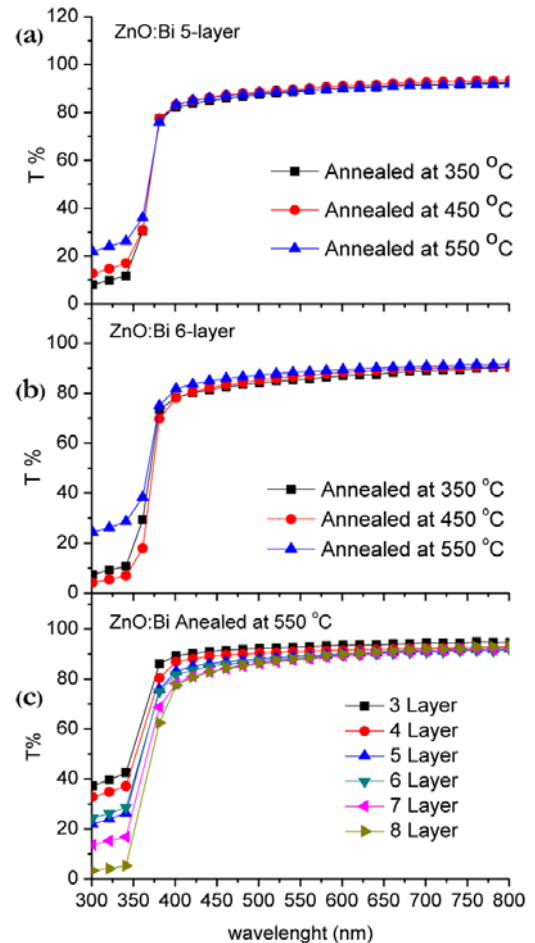 (a)
ZnO:Bi 5-layer
120
100
80
60
40
20
0
T %
Annealed at 350 °C
Annealed at 450 °C
Annealed at 550 °C
(b)
ZnO:Bi 6-layer
100
80
60
40
20
0
T %
Annealed at 350 °C
Annealed at 450 °C
Annealed at 550 °C
(c)
ZnO:Bi Anealed at 550 °C
100
80
60
40
20
0
T%
3 Layer
4 Layer
5 Layer
6 Layer
7 Layer
8 Layer
300 350 400 450 500 550 600 650 700 750 800
wavelenght (nm)